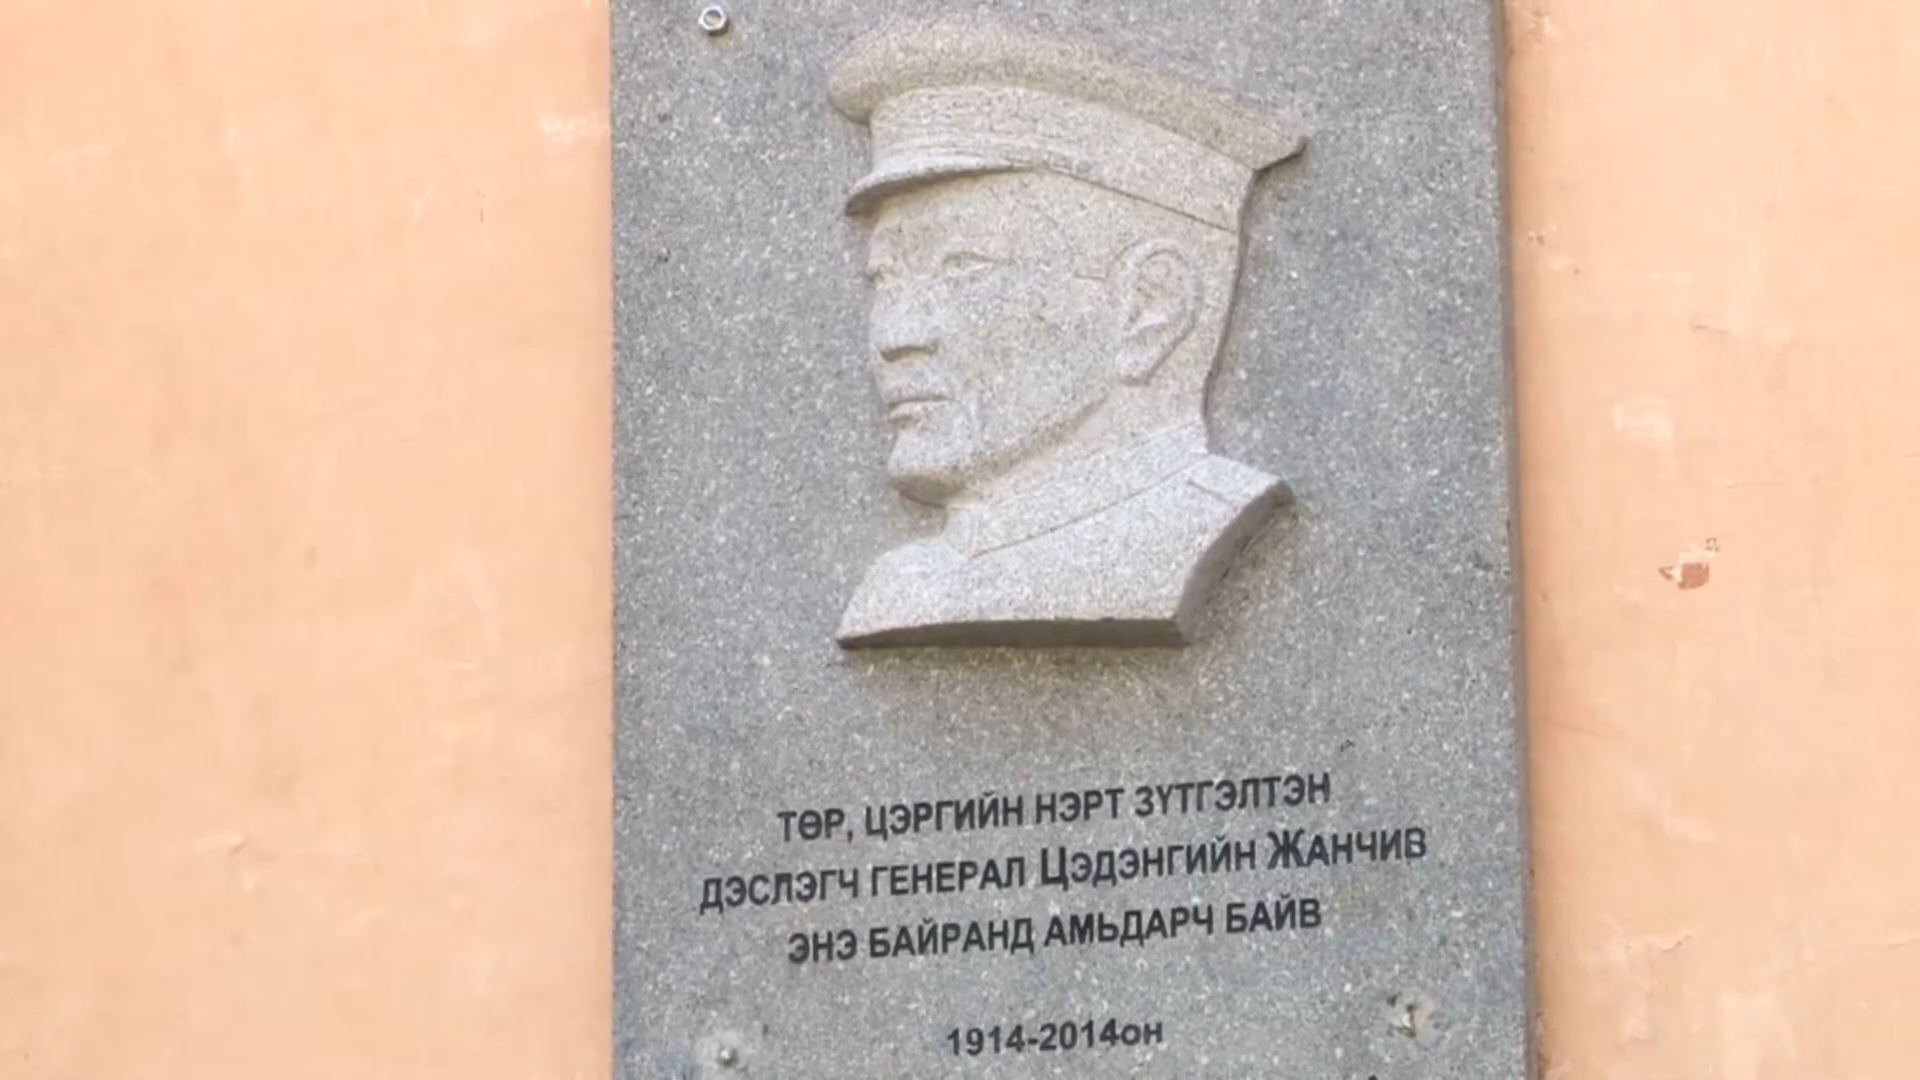 ТӨР, ЦЭРГИЙН НЭРТ ЗҮТГЭЛТЭН
ДЭСЛЭГЧ ГЕНЕРАЛ ЦЭДЭНГИЙН ЖАНЧИВ
ЭНЭ БАЙРАНД АМЬДАРЧ БАЙВ
1914-2014он